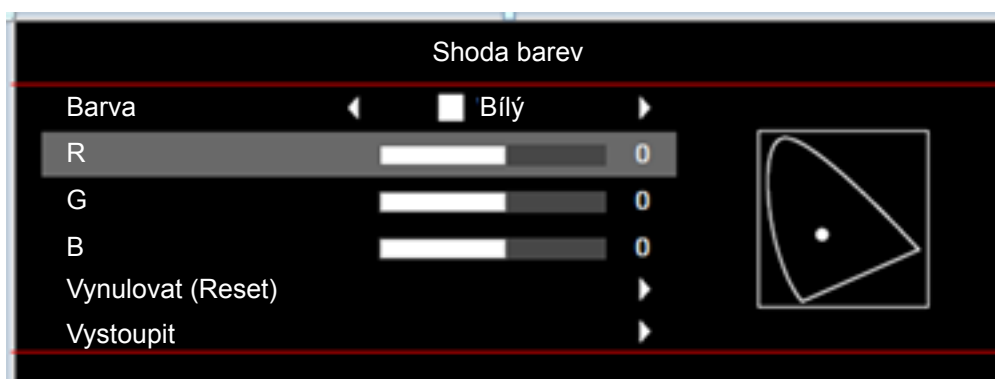 Shoda barev
Barva Bílý
R 0
G 0
B 0
Vynulovat (Reset)
Vystoupit